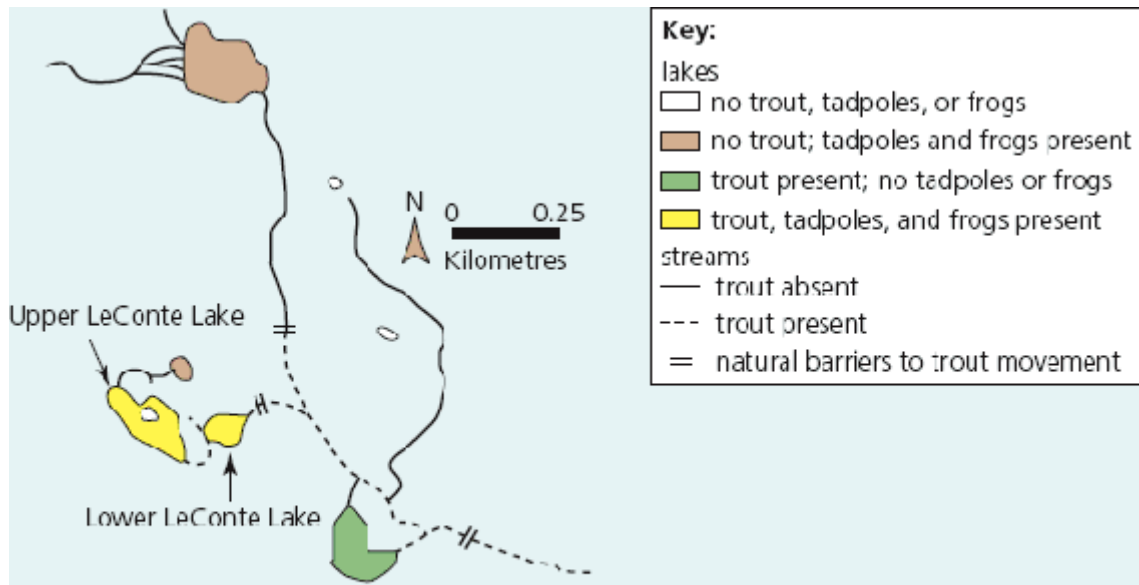 Key:
lakes
no trout, tadpoles, or frogs
no trout; tadpoles and frogs present
trout present; no tadpoles or frogs
trout, tadpoles, and frogs present
streams
trout absent
trout present
natural barriers to trout movement
N
0 0.25
Kilometres
Upper LeConte Lake
Lower LeConte Lake